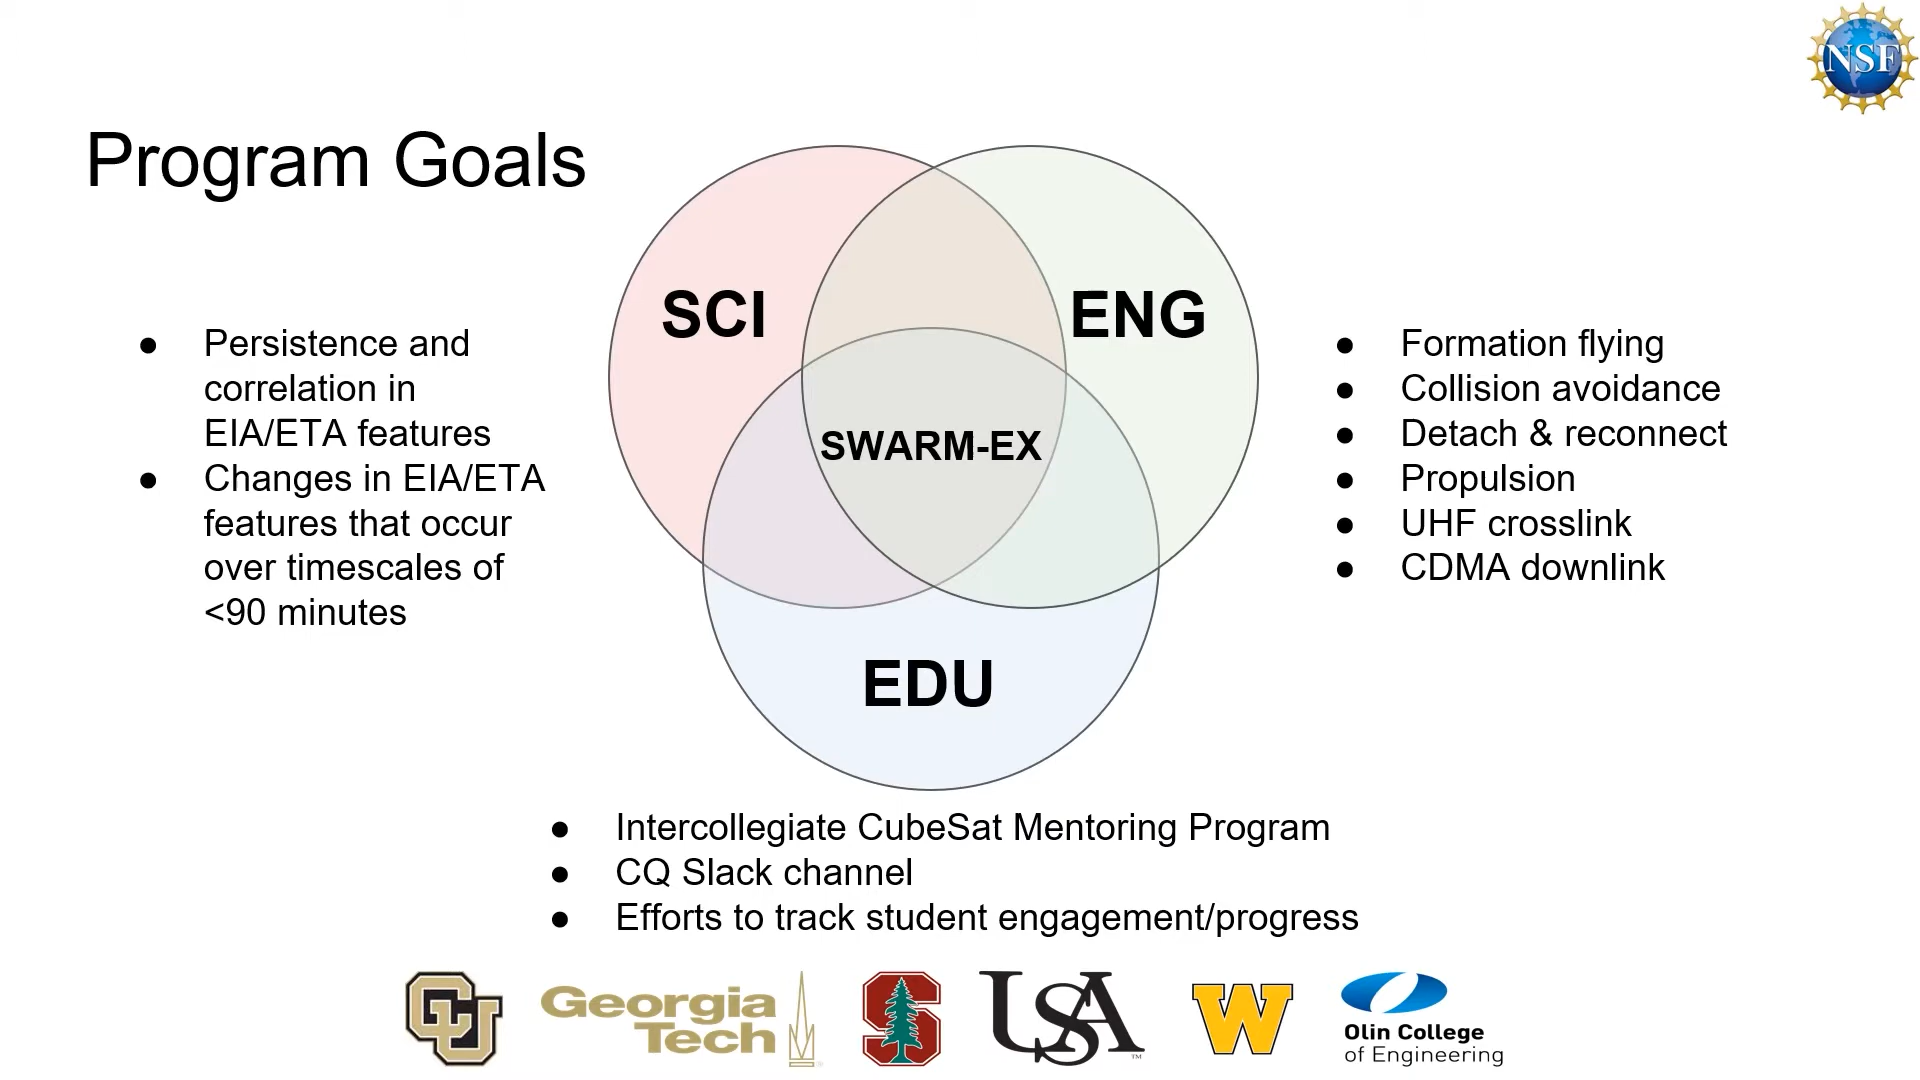 NSF
Program Goals
SCI
ENG
SWARM-EX
EDU
● Persistence and
correlation in
EIA/ETA features
● Changes in EIA/ETA
features that occur
over timescales of
<90 minutes
● Formation flying
● Collision avoidance
● Detach & reconnect
● Propulsion
● UHF crosslink
● CDMA downlink
● Intercollegiate CubeSat Mentoring Program
● CQ Slack channel
● Efforts to track student engagement/progress
CU
Georgia
Tech
S
USA™
W
Olin College
of Engineering